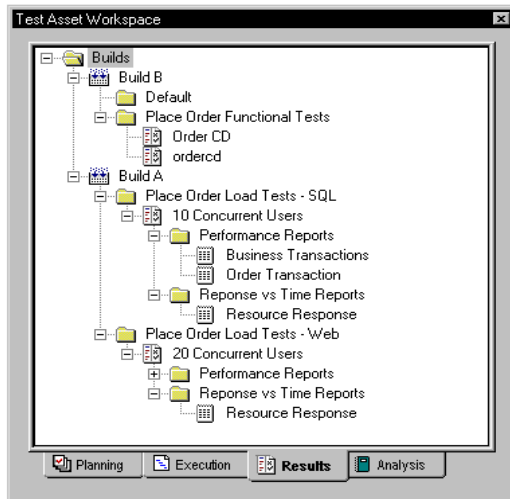 Test Asset Workspace
Builds
Build B
Default
Place Order Functional Tests
Order CD
ordercd
Build A
Place Order Load Tests - SQL
10 Concurrent Users
Performance Reports
Business Transactions
Order Transaction
Reponse vs Time Reports
Resource Response
Place Order Load Tests - Web
20 Concurrent Users
Performance Reports
Reponse vs Time Reports
Resource Response
Planning Execution Results Analysis